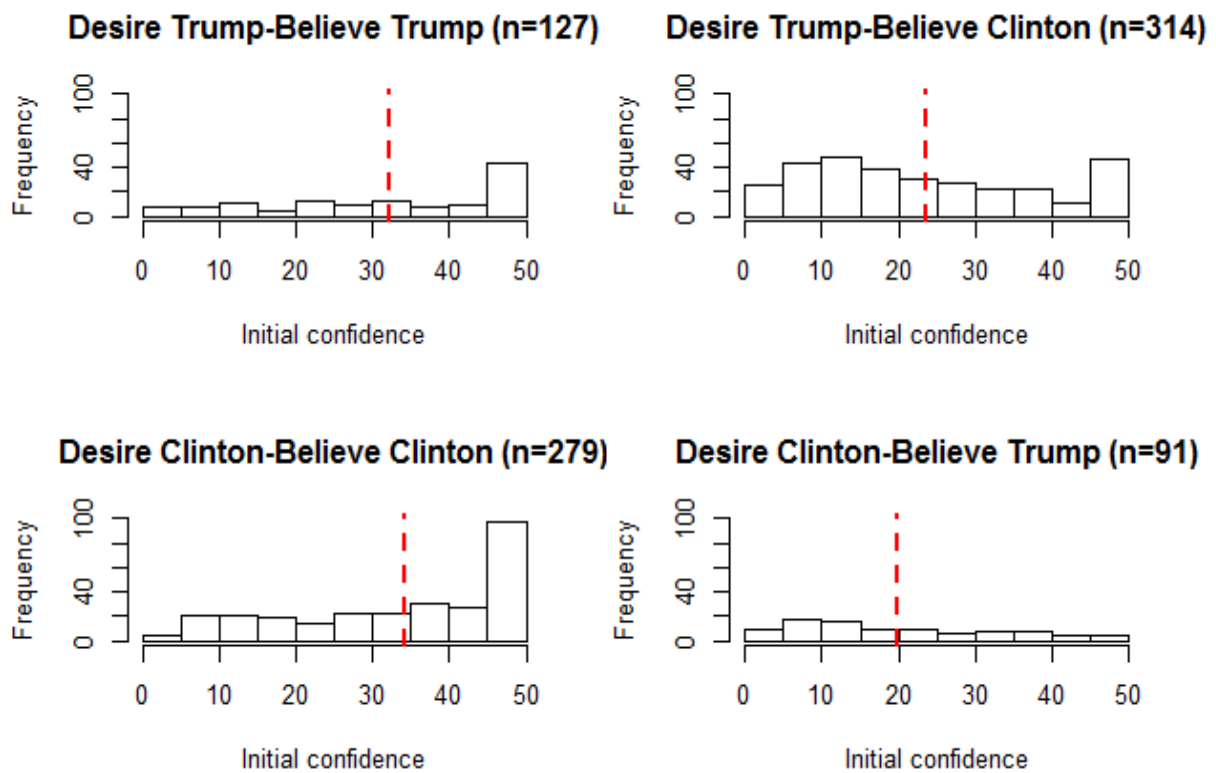 Desire Trump-Believe Trump (n=127)
Frequency
0 40 100
0 10 20 30 40 50
Initial confidence
Desire Trump-Believe Clinton (n=314)
Frequency
0 40 100
0 10 20 30 40 50
Initial confidence
Desire Clinton-Believe Clinton (n=279)
Frequency
0 40 100
0 10 20 30 40 50
Initial confidence
Desire Clinton-Believe Trump (n=91)
Frequency
0 40 100
0 10 20 30 40 50
Initial confidence